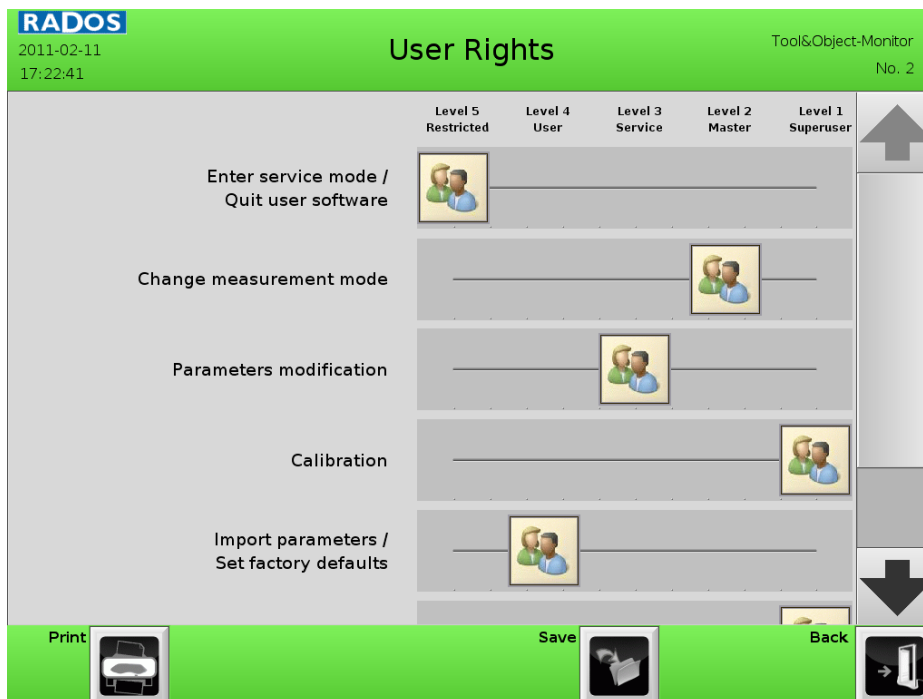 RADOS
2011-02-11
17:22:41
User Rights
Tool&Object-Monitor
No. 2
Level 5 Level 4 Level 3 Level 2 Level 1
Restricted User Service Master Superuser
Enter service mode /
Quit user software
Change measurement mode
Parameters modification
Calibration
Import parameters /
Set factory defaults
Print Save Back